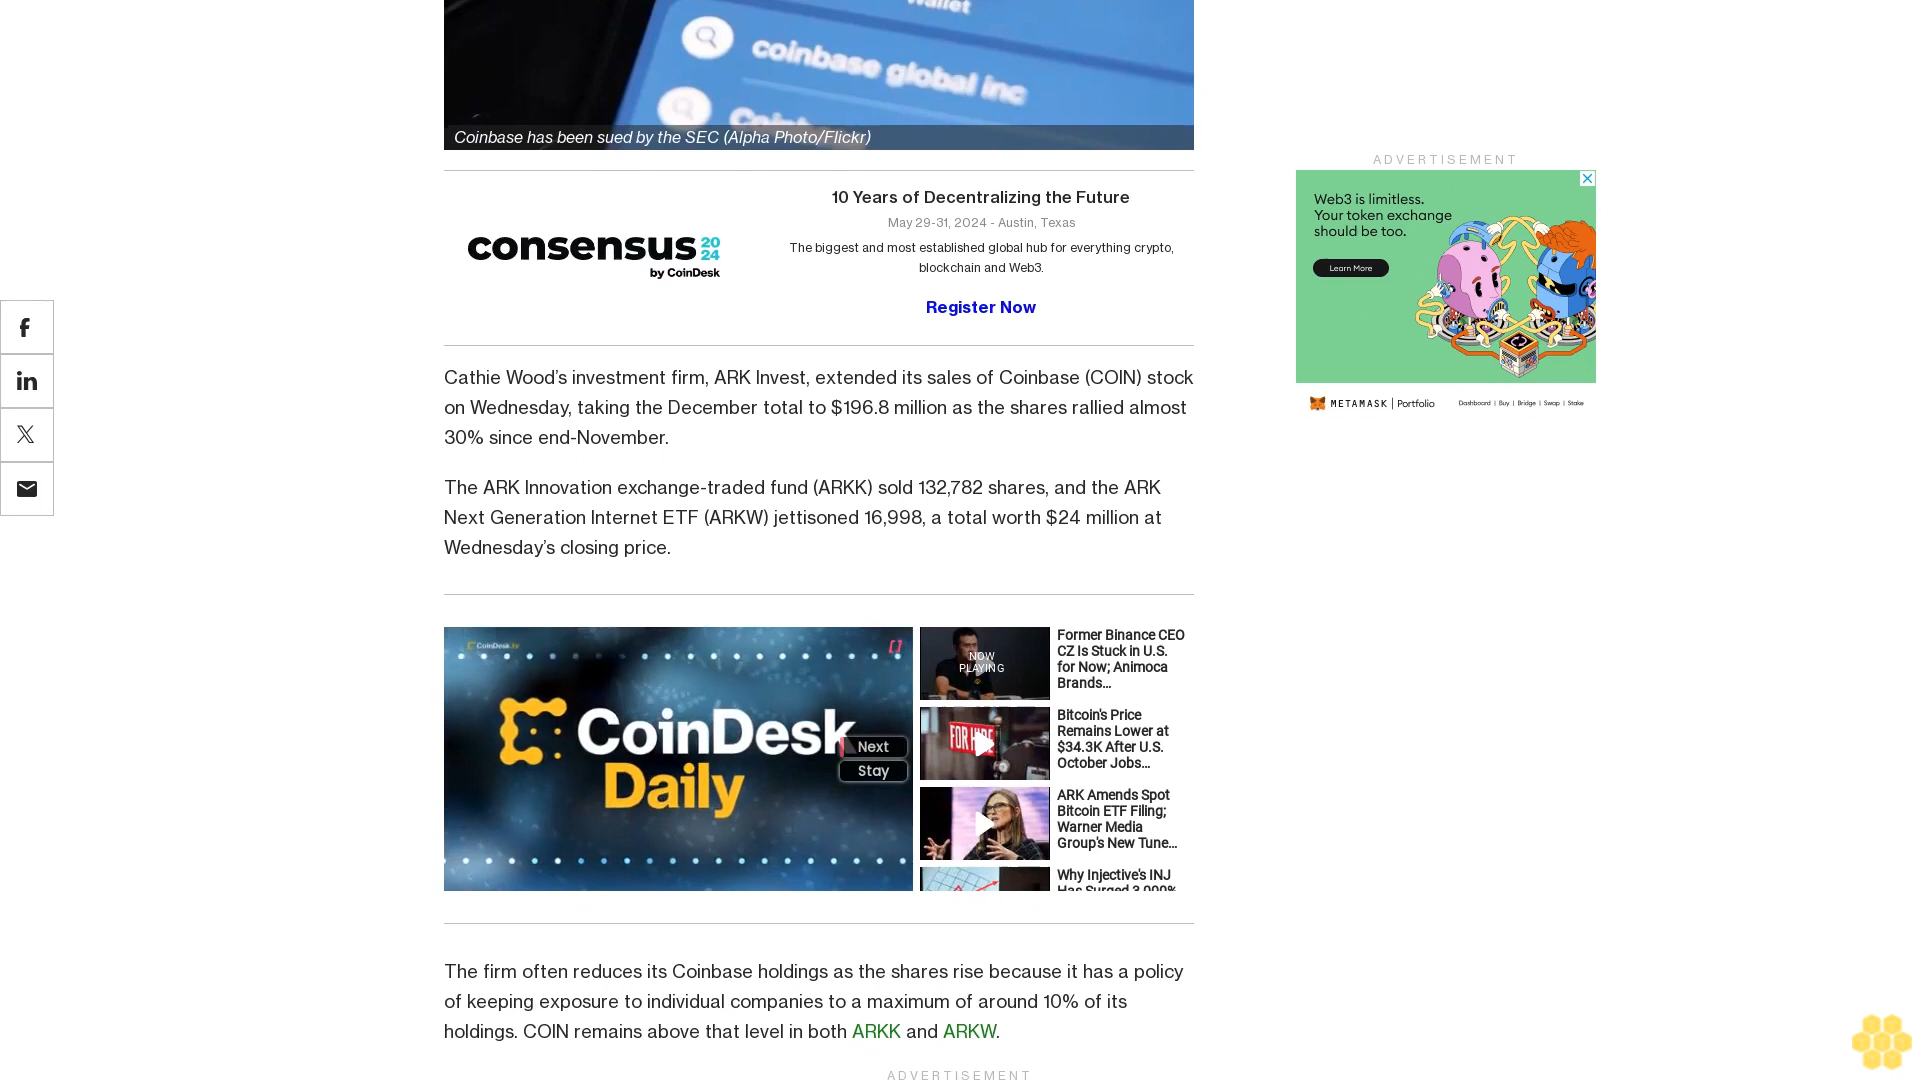 Wallet
coinbase global inc
Coinbase has been sued by the SEC (Alpha Photo/Flickr)
consensus 2024
by CoinDesk
10 Years of Decentralizing the Future
May 29-31, 2024 - Austin, Texas
The biggest and most established global hub for everything crypto,
blockchain and Web3.
Register Now
ADVERTISEMENT
Web3 is limitless.
Your token exchange
should be too.
Learn More
METAMASK | Portfolio
Dashboard | Buy | Bridge | Swap | Stake
Cathie Wood’s investment firm, ARK Invest, extended its sales of Coinbase (COIN) stock
on Wednesday, taking the December total to $196.8 million as the shares rallied almost
30% since end-November.
The ARK Innovation exchange-traded fund (ARKK) sold 132,782 shares, and the ARK
Next Generation Internet ETF (ARKW) jettisoned 16,998, a total worth $24 million at
Wednesday’s closing price.
CoinDesk.tv
CoinDesk
Daily
Next
Stay
NOW
PLAYING
Former Binance CEO
CZ Is Stuck in U.S.
for Now; Animoca
Brands...
FOR HIRE
Bitcoin's Price
Remains Lower at
$34.3K After U.S.
October Jobs...
ARK Amends Spot
Bitcoin ETF Filing;
Warner Media
Group's New Tune...
Why Injective's INJ
Has Surged 3,000%
The firm often reduces its Coinbase holdings as the shares rise because it has a policy
of keeping exposure to individual companies to a maximum of around 10% of its
holdings. COIN remains above that level in both ARKK and ARKW.
ADVERTISEMENT